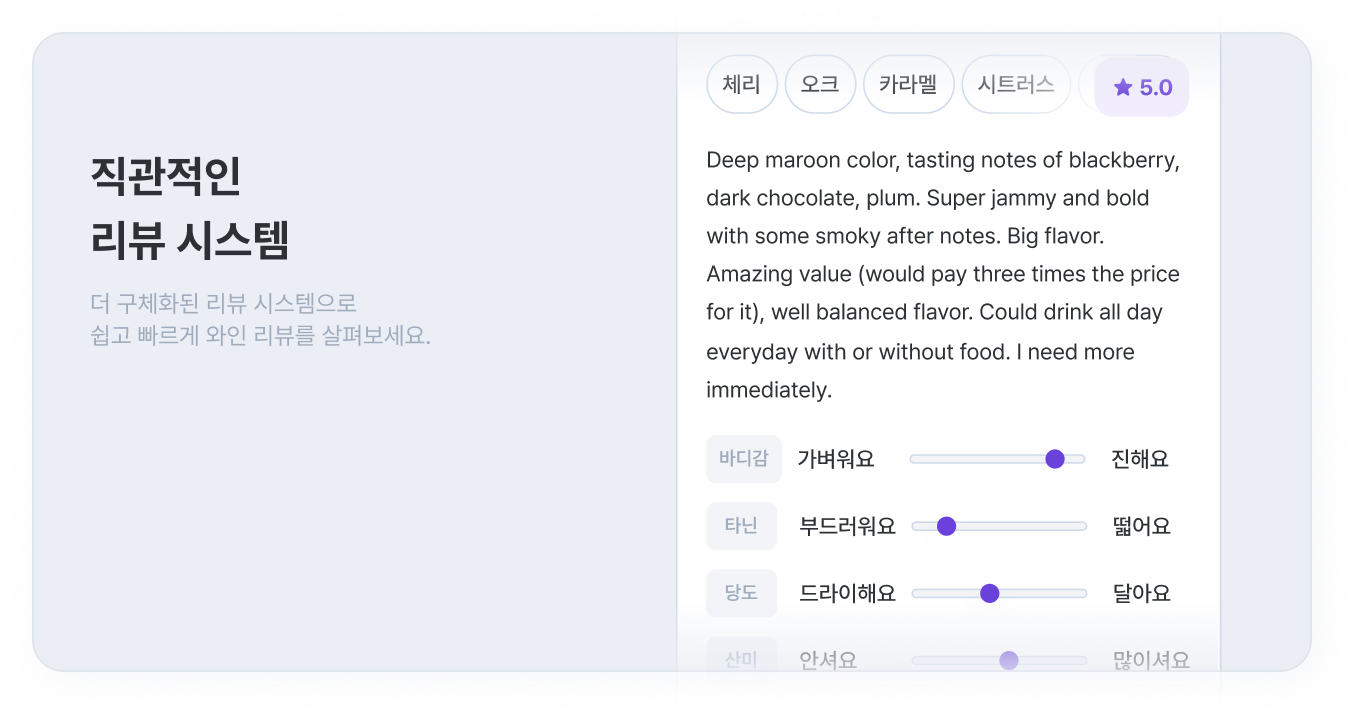 직관적인
리뷰 시스템
더 구체화된 리뷰 시스템으로
쉽고 빠르게 와인 리뷰를 살펴보세요.
체리 오크 카라멜 시트러스 5.0
Deep maroon color, tasting notes of blackberry,
dark chocolate, plum. Super jammy and bold
with some smoky after notes. Big flavor.
Amazing value (would pay three times the price
for it), well balanced flavor. Could drink all day
everyday with or without food. I need more
immediately.
바디감 가벼워요 진해요
타닌 부드러워요 떫어요
당도 드라이해요 달아요
산미 안셔요 많이셔요